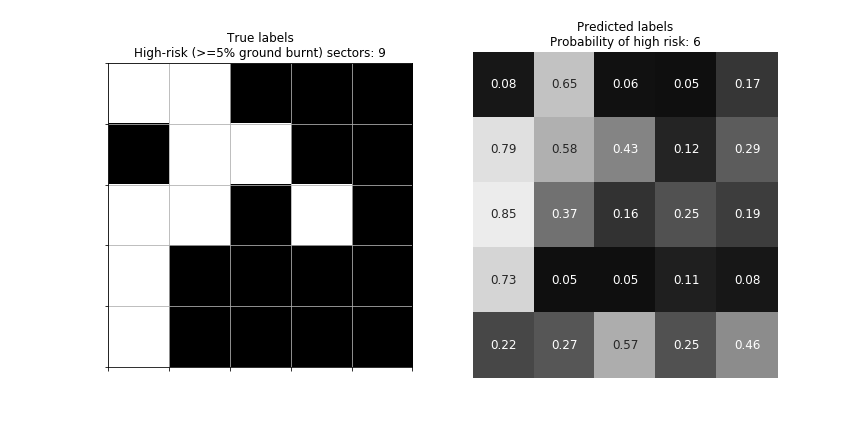 True labels
High-risk (>=5% ground burnt) sectors: 9
Predicted labels
Probability of high risk: 6
0.08 0.65 0.06 0.05 0.17
0.79 0.58 0.43 0.12 0.29
0.85 0.37 0.16 0.25 0.19
0.73 0.05 0.05 0.11 0.08
0.22 0.27 0.57 0.25 0.46